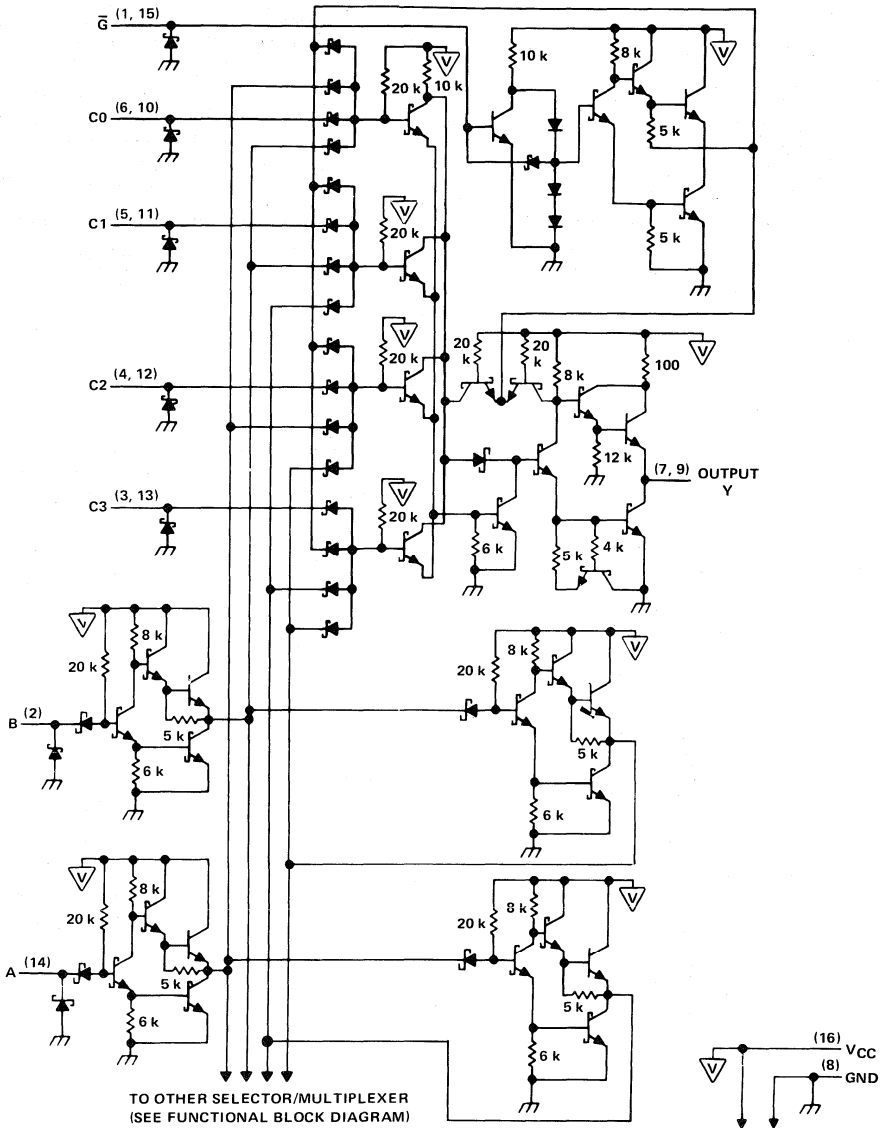 G̅ (1, 15)
V
V
10 k
8 k
20 k
10 k
C0 (6, 10)
5 k
V
C1 (5, 11)
20 k
5 k
V
20 k
20 k
V
20 k
8 k
100
C2 (4, 12)
12 k
(7, 9) OUTPUT Y
V
C3 (3, 13)
20 k
6 k
5 k
4 k
V
8 k
20 k
8 k
V
20 k
B (2)
5 k
5 k
6 k
6 k
V
8 k
20 k
8 k
V
20 k
A (14)
5 k
5 k
6 k
6 k
(16) VCC
V
(8) GND
TO OTHER SELECTOR/MULTIPLEXER
(SEE FUNCTIONAL BLOCK DIAGRAM)